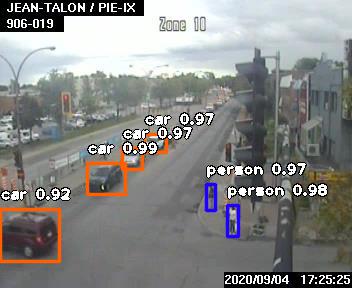 JEAN-TALON / PIE-IX
906-019
Zone 10
car 0.97
car 0.97
car 0.99
person 0.97
car 0.92
person 0.98
2020/09/04 17:25:25